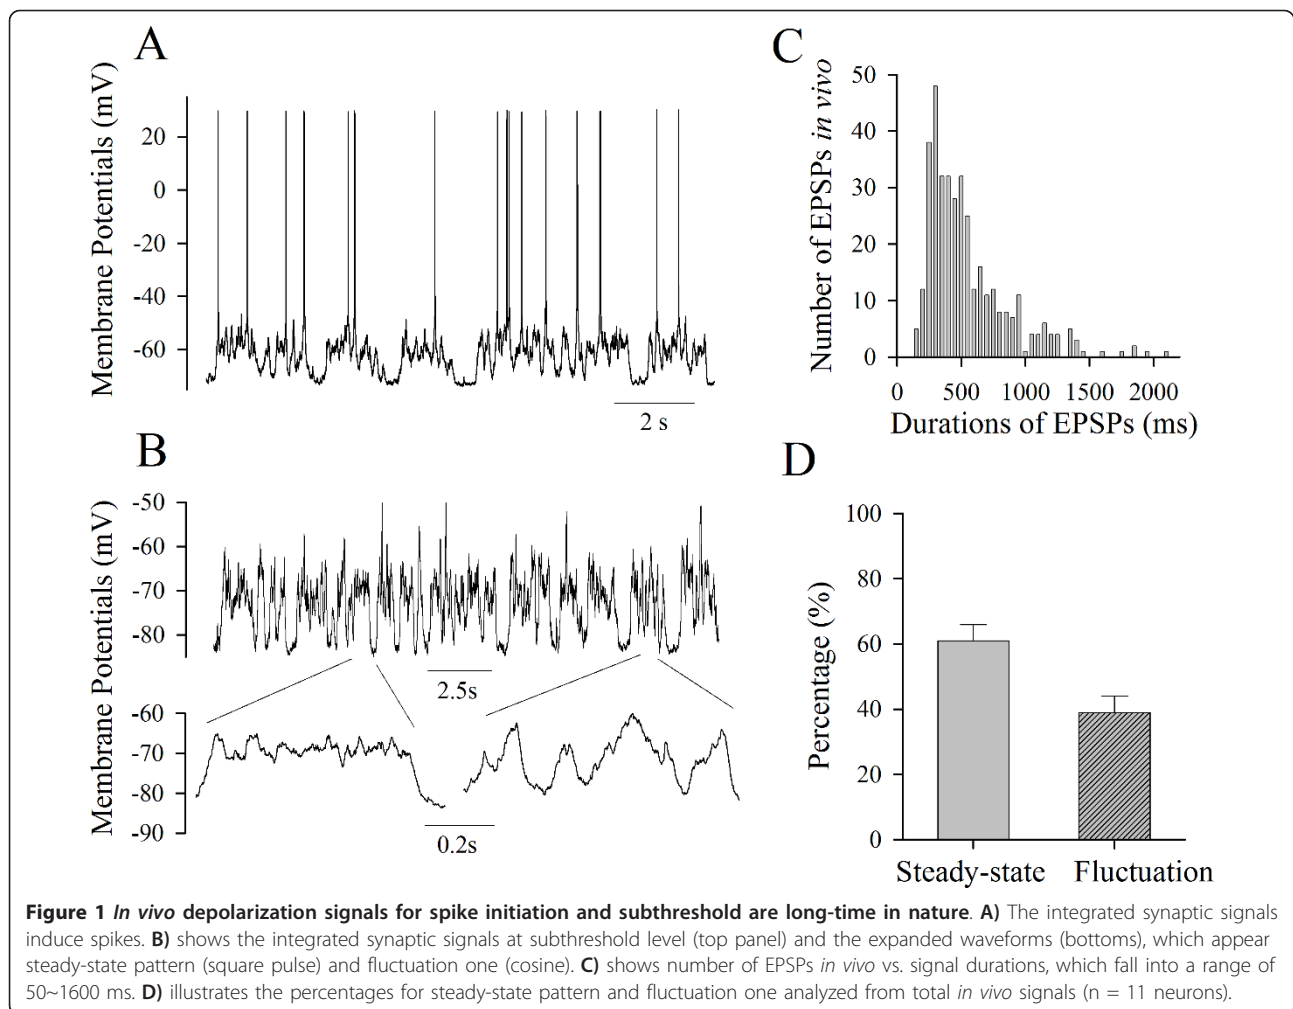 A
Membrane Potentials (mV)
20
0
-20
-40
-60
2 s
B
Membrane Potentials (mV)
-50
-60
-70
-80
2.5s
-60
-70
-80
-90
0.2s
C
Number of EPSPs in vivo
50
40
30
20
10
0
0 500 1000 1500 2000
Durations of EPSPs (ms)
D
Percentage (%)
100
80
60
40
20
0
Steady-state Fluctuation
Figure 1 In vivo depolarization signals for spike initiation and subthreshold are long-time in nature. A) The integrated synaptic signals
induce spikes. B) shows the integrated synaptic signals at subthreshold level (top panel) and the expanded waveforms (bottoms), which appear
steady-state pattern (square pulse) and fluctuation one (cosine). C) shows number of EPSPs in vivo vs. signal durations, which fall into a range of
50~1600 ms. D) illustrates the percentages for steady-state pattern and fluctuation one analyzed from total in vivo signals (n = 11 neurons).